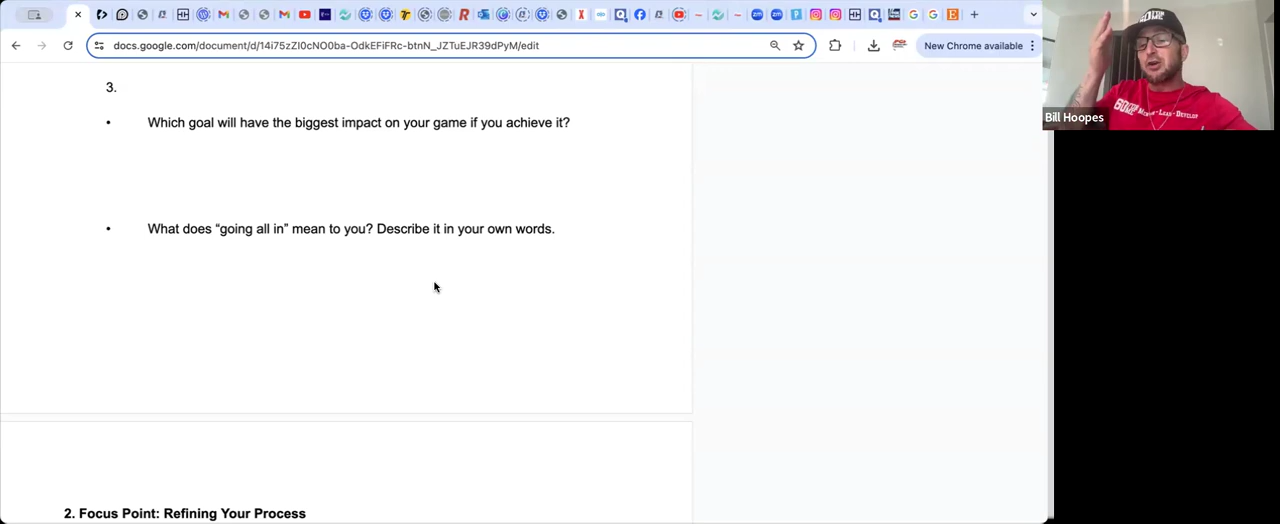 docs.google.com/document/d/14i75zZI0cNO0ba-OdkEFiFRc-btnN_JZTuEJR39dPyM/edit
New Chrome available
Bill Hoopes
3.
• Which goal will have the biggest impact on your game if you achieve it?
• What does “going all in” mean to you? Describe it in your own words.
2. Focus Point: Refining Your Process